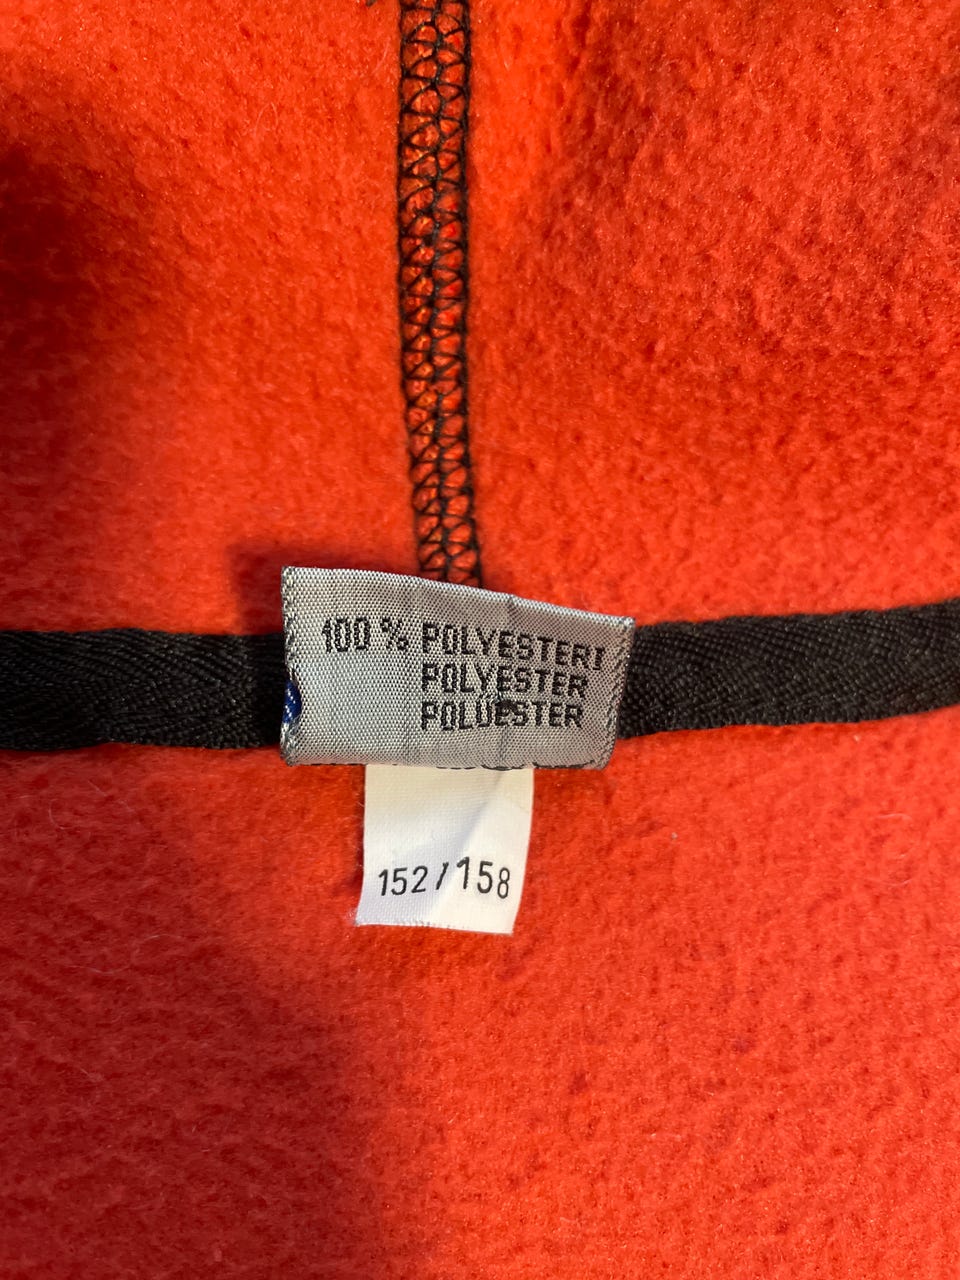 100 % POLYESTERI
POLYESTER
POLUESTER
152/158